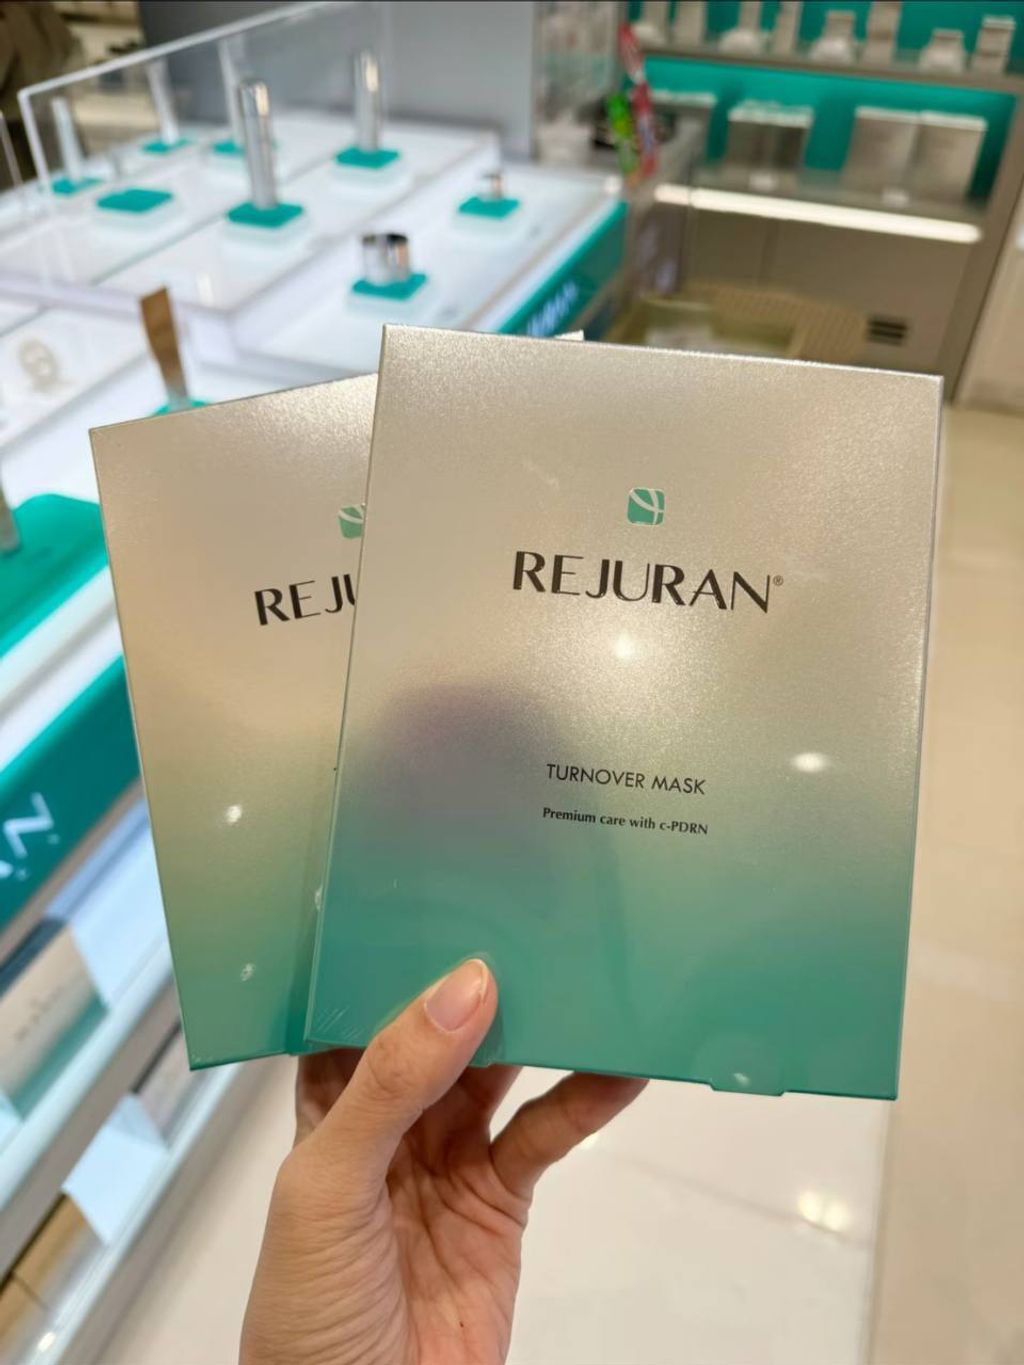 REJURAN®
TURNOVER MASK
Premium care with c-PDRN
REJU